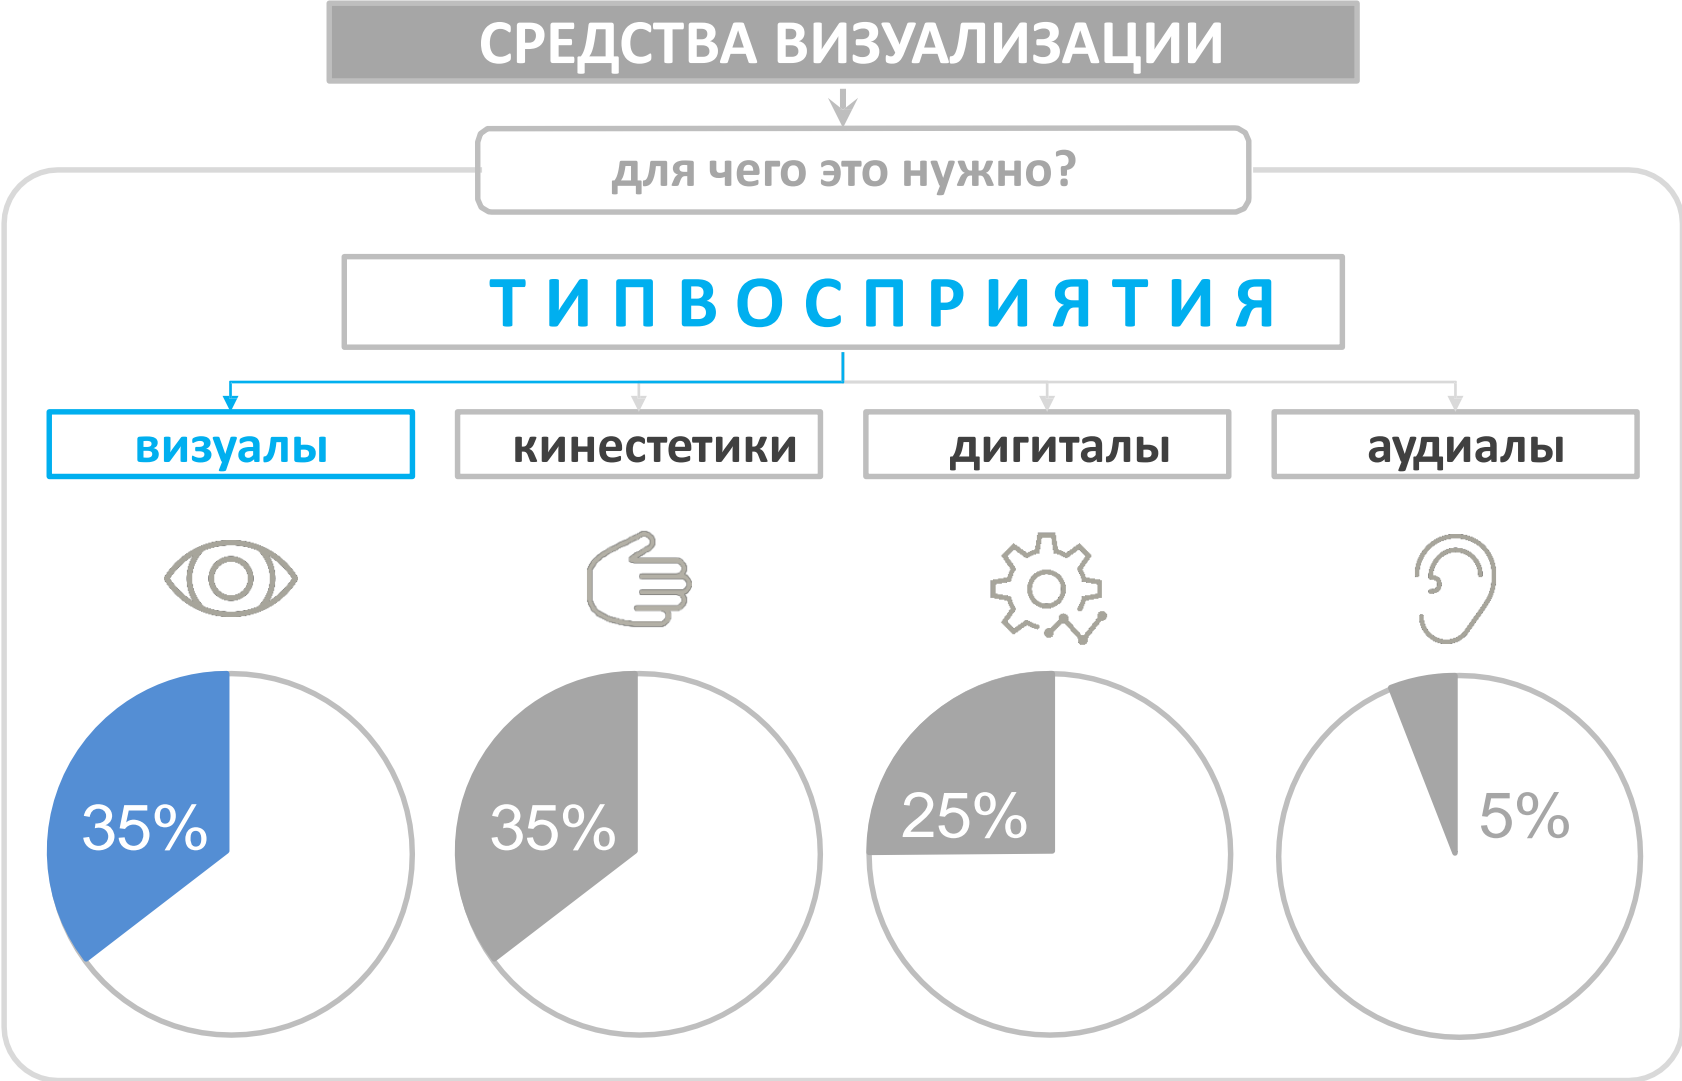 СРЕДСТВА ВИЗУАЛИЗАЦИИ
для чего это нужно?
Т И П В О С П Р И Я Т И Я
визуалы кинестетики дигиталы аудиалы
35% 35% 25% 5%